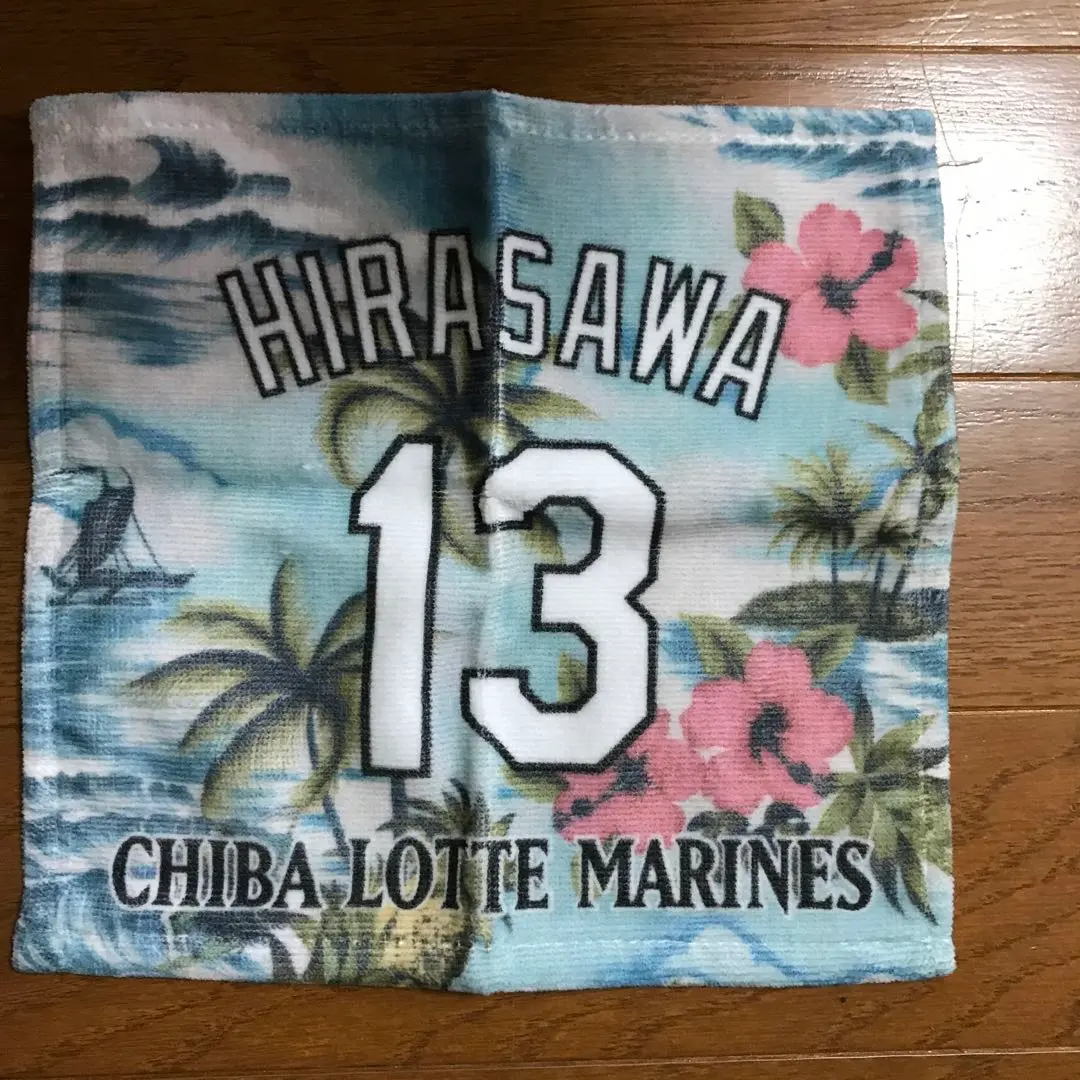 HIRASAWA
13
CHIBA LOTTE MARINES